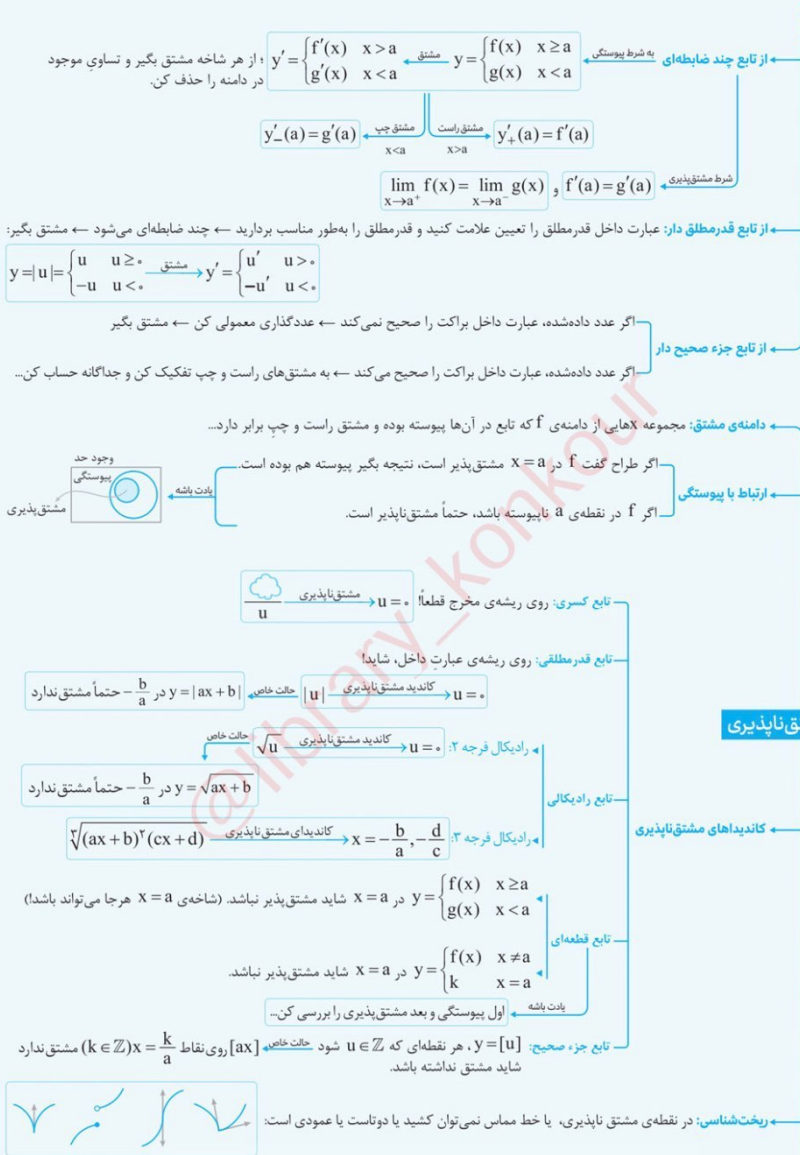 از تابع چند ضابطه‌ای به شرط پیوستگی y = { f(x) x ≥ a , g(x) x < a مشتق y′ = { f′(x) x > a , g′(x) x < a ؛ از هر شاخه مشتق بگیر و تساویِ موجود
در دامنه را حذف کن.
مشتق راست x>a y′₊(a) = f′(a)
مشتق چپ x<a y′₋(a) = g′(a)
شرط مشتق‌پذیری f′(a) = g′(a) و lim x→a⁺ f(x) = lim x→a⁻ g(x)
از تابع قدرمطلق دار: عبارت داخل قدرمطلق را تعیین علامت کنید و قدرمطلق را به‌طور مناسب بردارید ← چند ضابطه‌ای می‌شود ← مشتق بگیر:
y = |u| = { u u ≥ ۰ , −u u < ۰ مشتق y′ = { u′ u > ۰ , −u′ u < ۰
از تابع جزء صحیح دار
اگر عدد داده‌شده، عبارت داخل براکت را صحیح نمی‌کند ← عددگذاری معمولی کن ← مشتق بگیر
اگر عدد داده‌شده، عبارت داخل براکت را صحیح می‌کند ← به مشتق‌های راست و چپ تفکیک کن و جداگانه حساب کن...
دامنه‌ی مشتق: مجموعه xهایی از دامنه‌ی f که تابع در آن‌ها پیوسته بوده و مشتق راست و چپِ برابر دارد...
ارتباط با پیوستگی
اگر طراح گفت f در x = a مشتق‌پذیر است، نتیجه بگیر پیوسته هم بوده است.
اگر f در نقطه‌ی a ناپیوسته باشد، حتماً مشتق‌ناپذیر است.
یادت باشه
وجود حد
پیوستگی
مشتق‌پذیری
ق‌ناپذیری
کاندیداهای مشتق‌ناپذیری
تابع کسری: روی ریشه‌ی مخرج قطعاً! u مشتق‌ناپذیری u = ۰
تابع قدرمطلقی: روی ریشه‌ی عبارتِ داخل، شاید!
|u| کاندید مشتق‌ناپذیری u = ۰ حالت خاص y = |ax + b| در −b/a حتماً مشتق‌ندارد
تابع رادیکالی
رادیکال فرجه ۲: √u کاندید مشتق‌ناپذیری u = ۰ حالت خاص
y = √(ax + b) در −b/a حتماً مشتق‌ندارد
رادیکال فرجه ۳: ∛((ax + b)²(cx + d)) کاندیدای مشتق‌ناپذیری x = −b/a , −d/c
تابع قطعه‌ای
y = { f(x) x ≥ a , g(x) x < a در x = a شاید مشتق‌پذیر نباشد. (شاخه‌ی x = a هرجا می‌تواند باشد!)
y = { f(x) x ≠ a , k x = a در x = a شاید مشتق‌پذیر نباشد.
یادت باشه اول پیوستگی و بعد مشتق‌پذیری را بررسی کن...
تابع جزء صحیح: y = [u] ، هر نقطه‌ای که u ∈ ℤ شود حالت خاص [ax] روی‌نقاط x = k/a (k ∈ ℤ) مشتق‌ندارد
شاید مشتق نداشته باشد.
ریخت‌شناسی: در نقطه‌ی مشتق ناپذیری، یا خط مماس نمی‌توان کشید یا دوتاست یا عمودی است:
@library_konkour